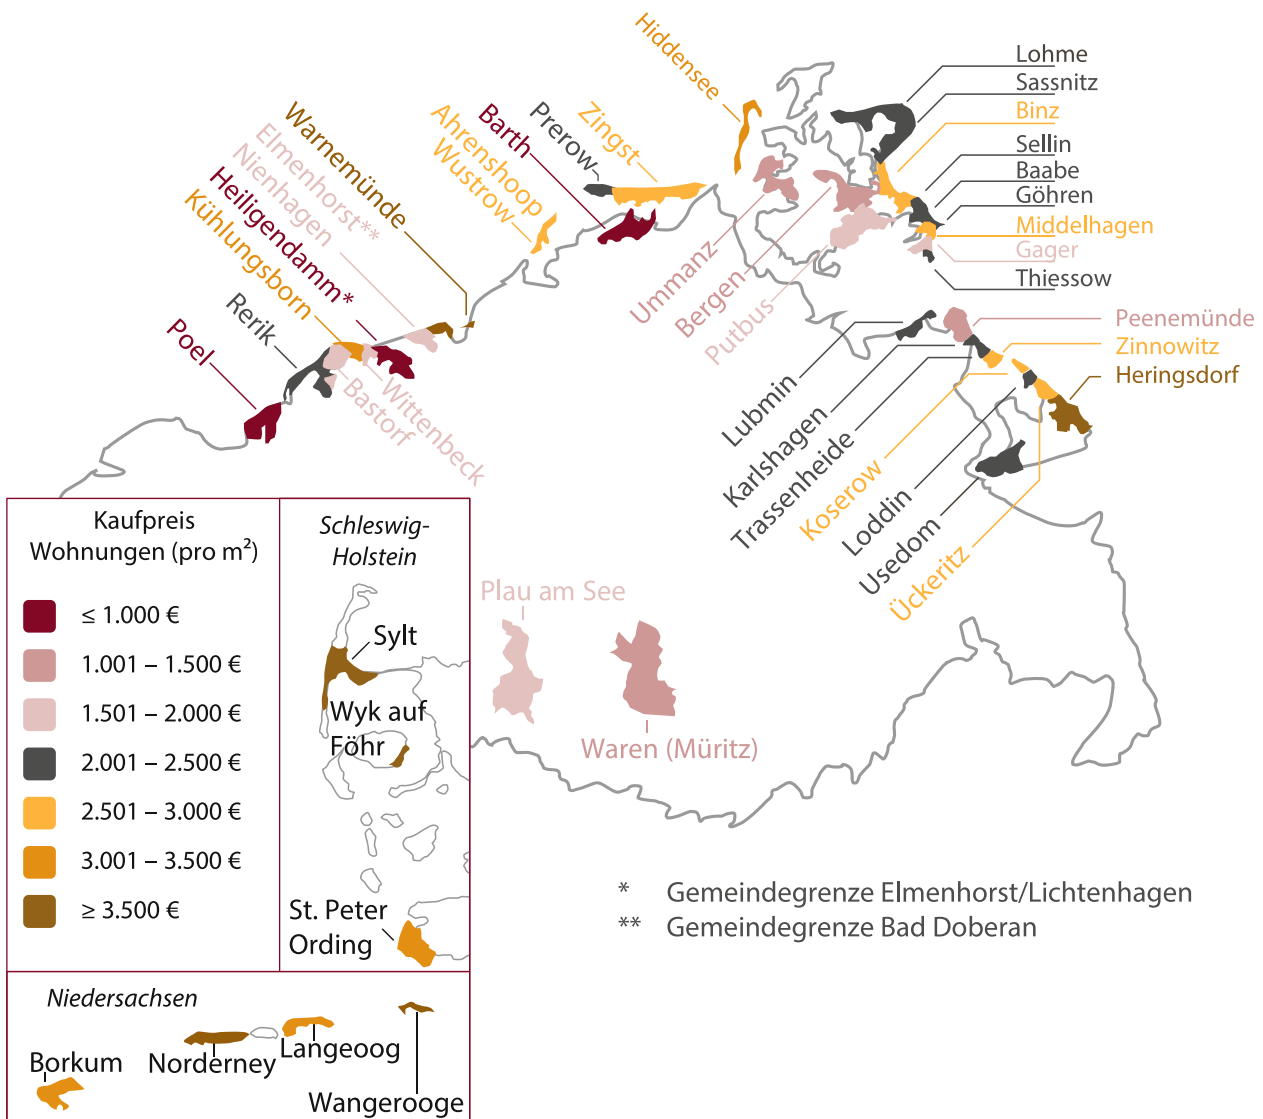 Hiddensee
Lohme
Sassnitz
Binz
Sellin
Baabe
Göhren
Middelhagen
Gager
Thiessow
Zingst
Prerow
Barth
Ahrenshoop
Wustrow
Warnemünde
Elmenhorst**
Nienhagen
Heiligendamm*
Kühlungsborn
Rerik
Poel
Bastorf
Wittenbeck
Ummanz
Bergen
Putbus
Peenemünde
Zinnowitz
Heringsdorf
Lubmin
Karlshagen
Trassenheide
Koserow
Loddin
Usedom
Ückeritz
Plau am See
Waren (Müritz)
Kaufpreis
Wohnungen (pro m²)
≤ 1.000 €
1.001 – 1.500 €
1.501 – 2.000 €
2.001 – 2.500 €
2.501 – 3.000 €
3.001 – 3.500 €
≥ 3.500 €
Schleswig-
Holstein
Sylt
Wyk auf
Föhr
St. Peter
Ording
* Gemeindegrenze Elmenhorst/Lichtenhagen
** Gemeindegrenze Bad Doberan
Niedersachsen
Borkum
Norderney
Langeoog
Wangerooge